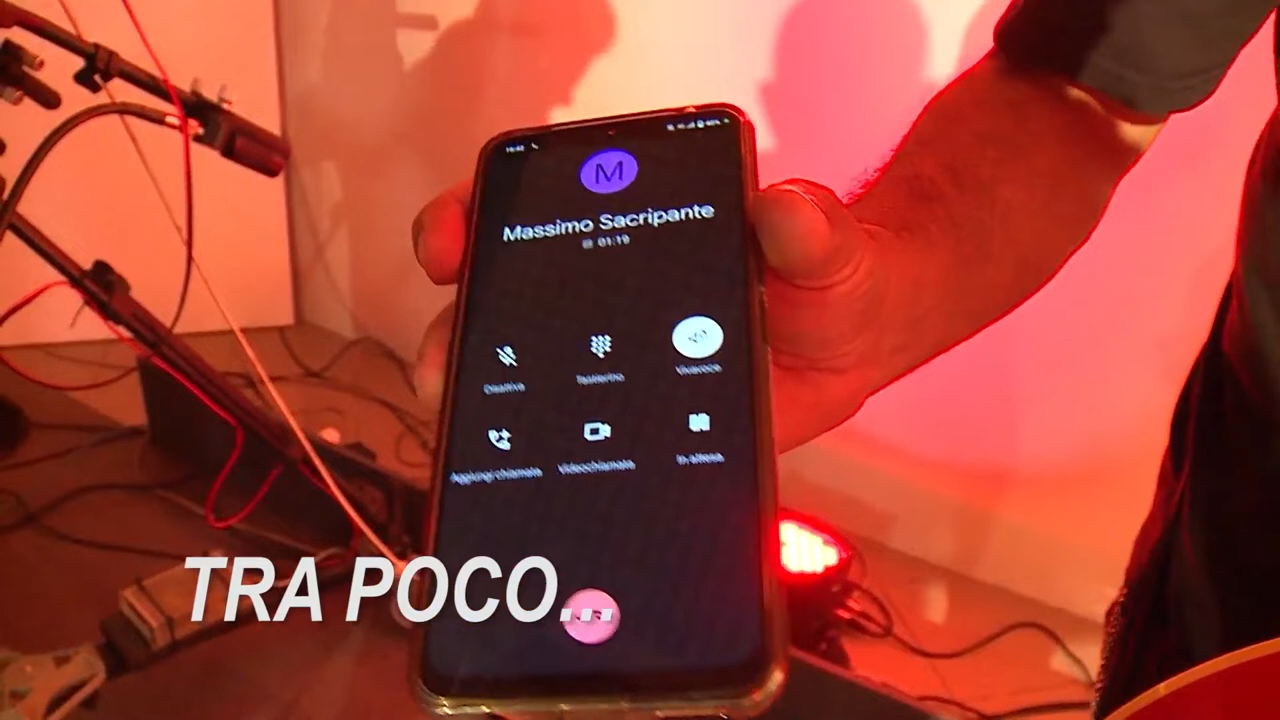 M
Massimo Sacripante
01:19
Disattiva
Tastierino
Vivavoce
Aggiungi chiamata
Videochiamata
In attesa
TRA POCO...